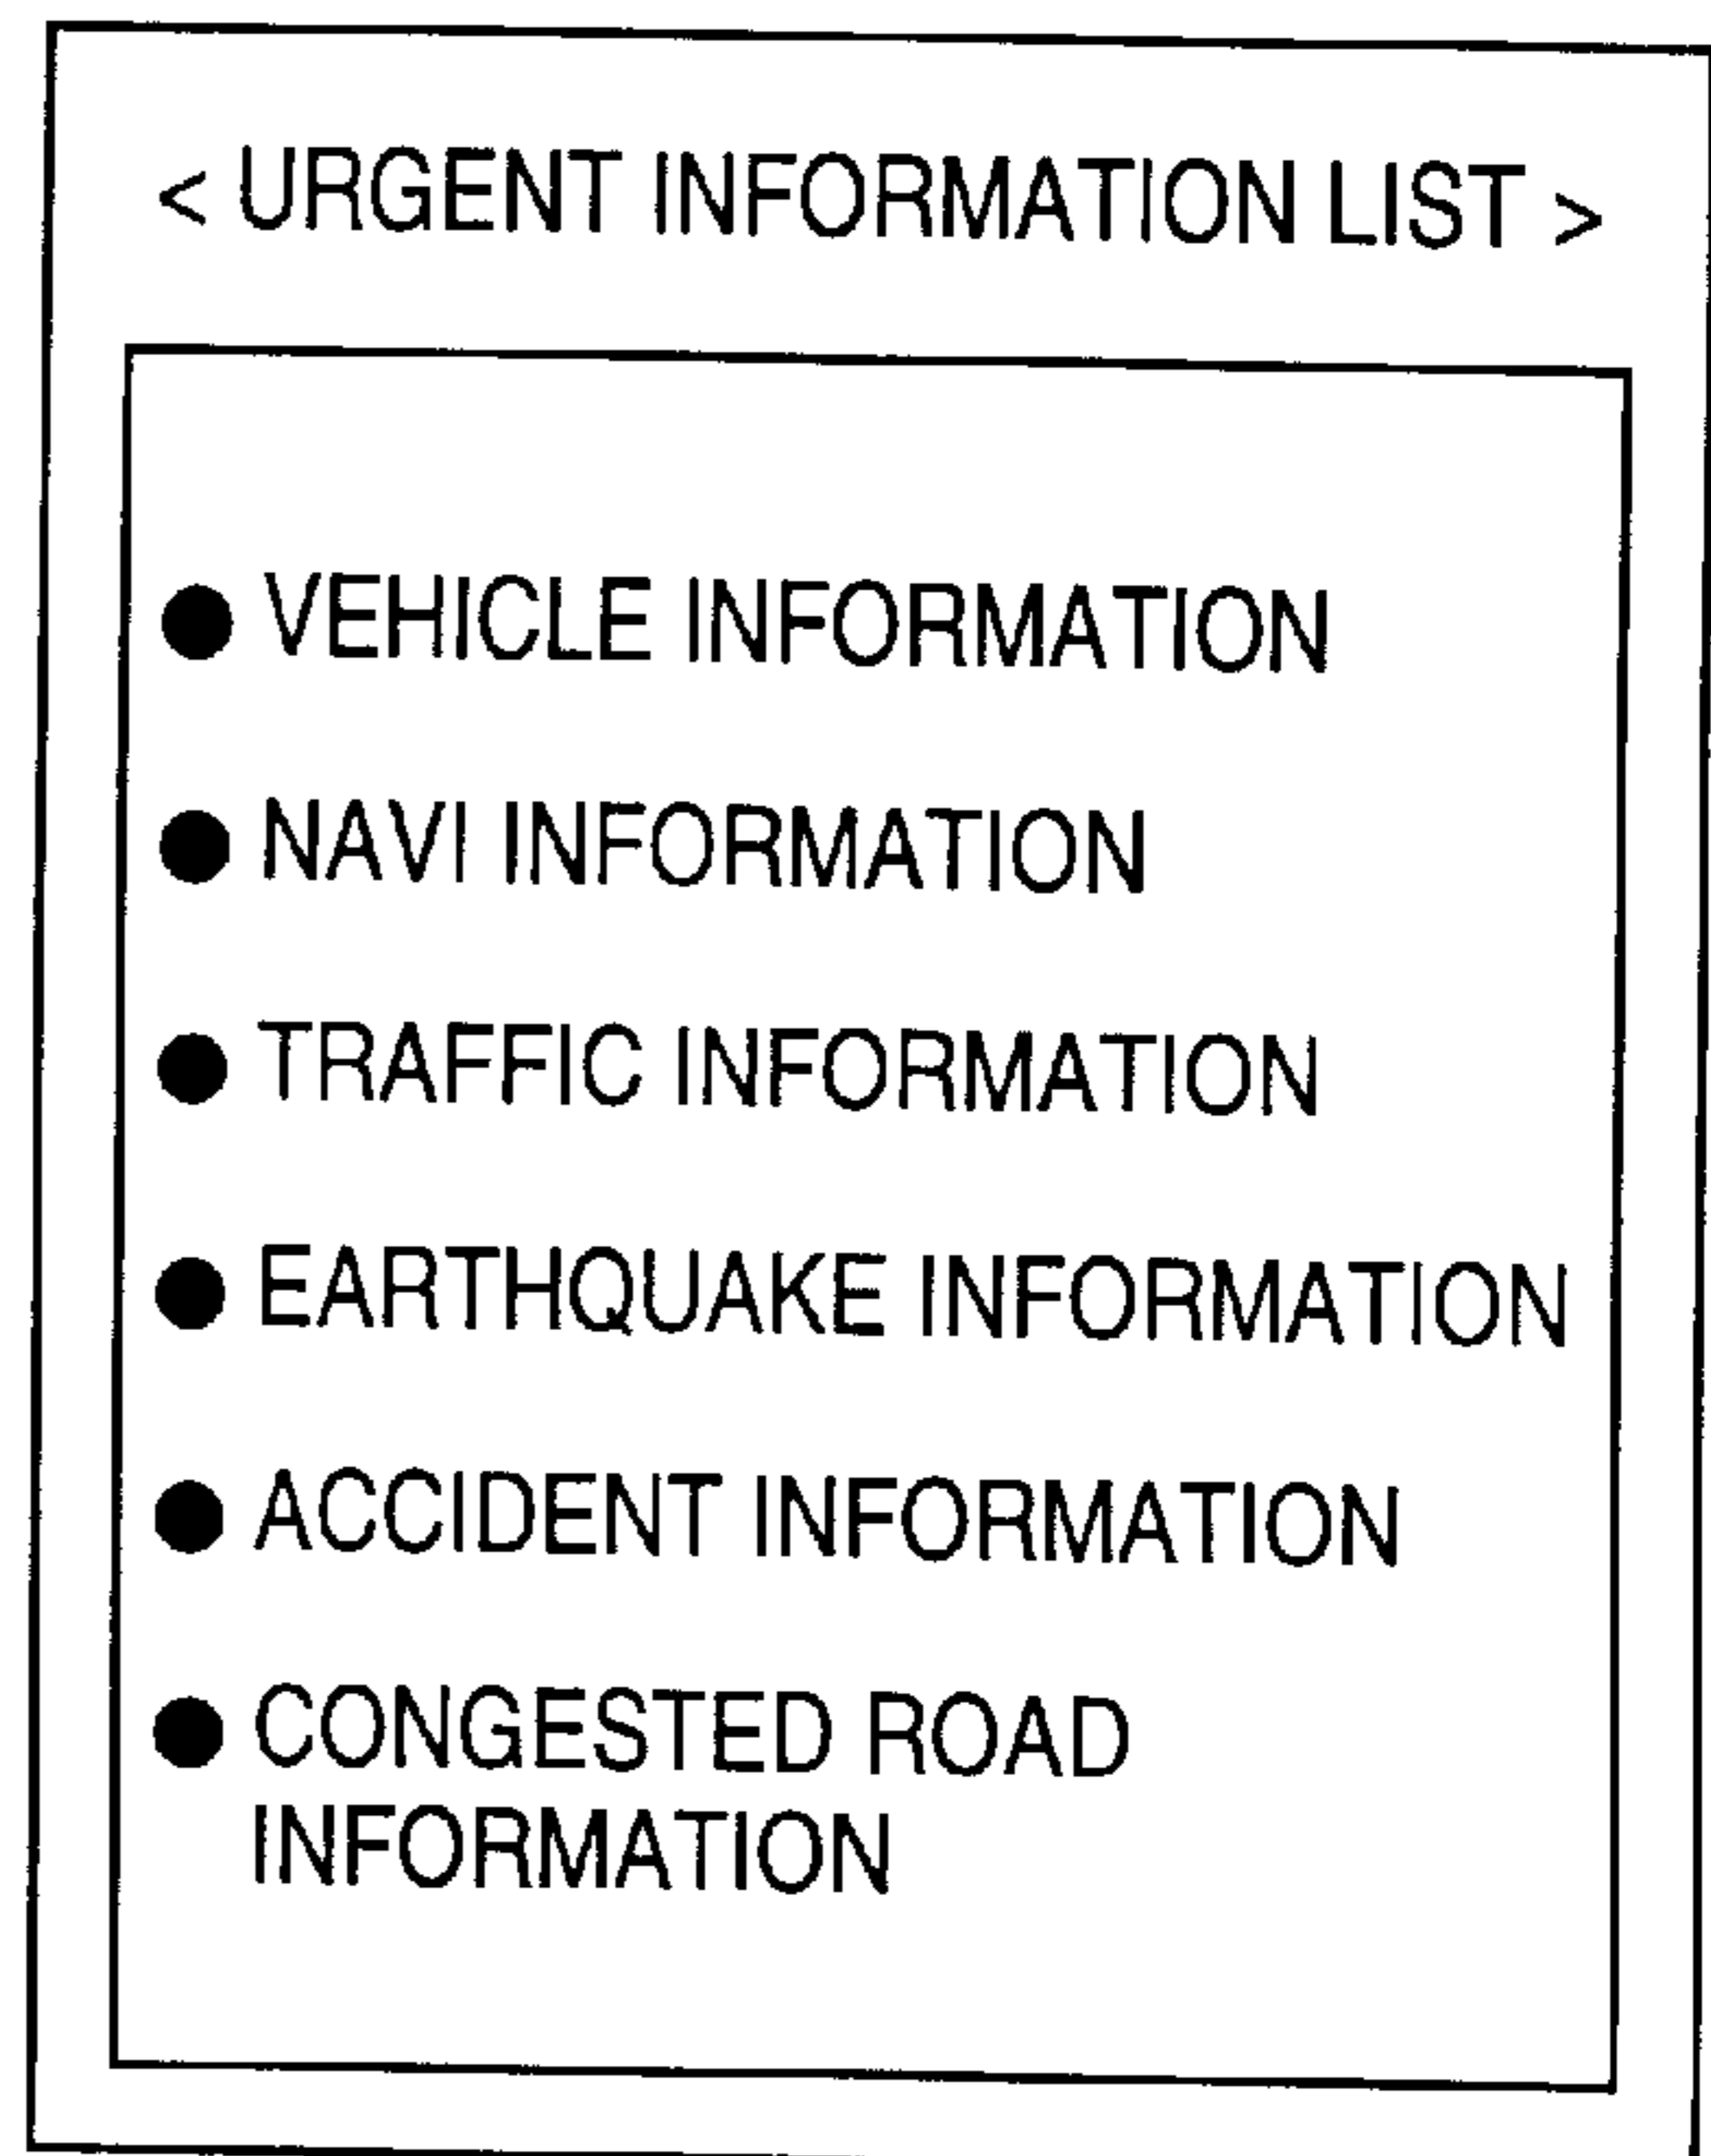 < URGENT INFORMATION LIST >
● VEHICLE INFORMATION
● NAVI INFORMATION
● TRAFFIC INFORMATION
● EARTHQUAKE INFORMATION
● ACCIDENT INFORMATION
● CONGESTED ROAD
INFORMATION